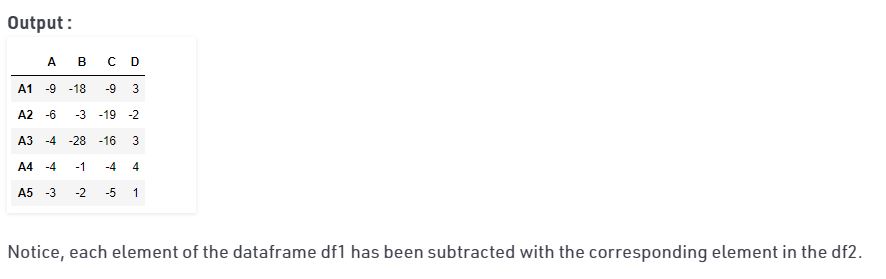 Output :
A B C D
A1 -9 -18 -9 3
A2 -6 -3 -19 -2
A3 -4 -28 -16 3
A4 -4 -1 -4 4
A5 -3 -2 -5 1
Notice, each element of the dataframe df1 has been subtracted with the corresponding element in the df2.